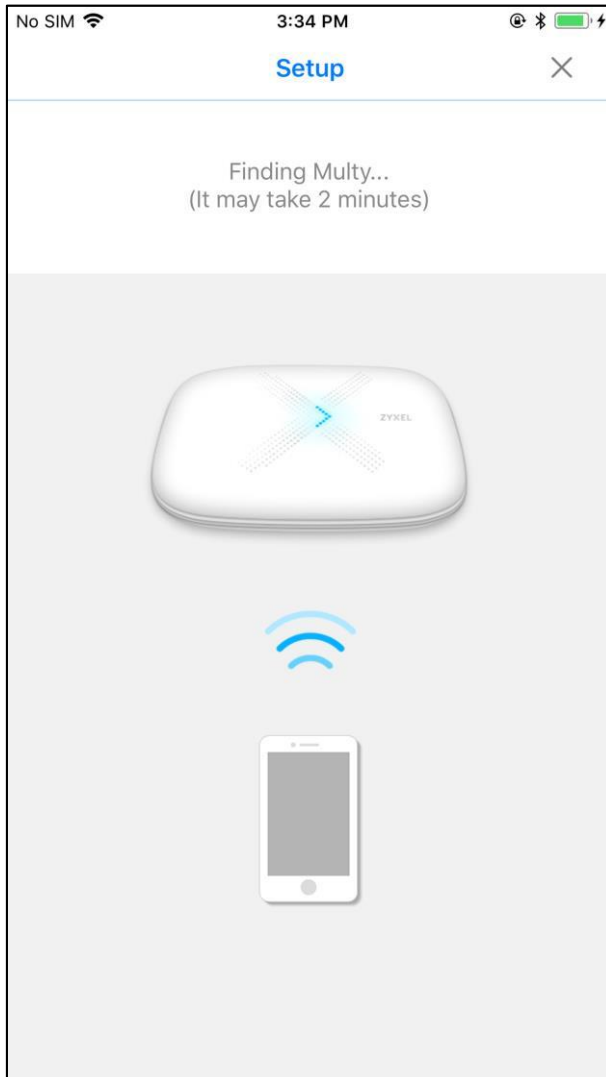 No SIM 3:34 PM
Setup
Finding Multy...
(It may take 2 minutes)
ZYXEL